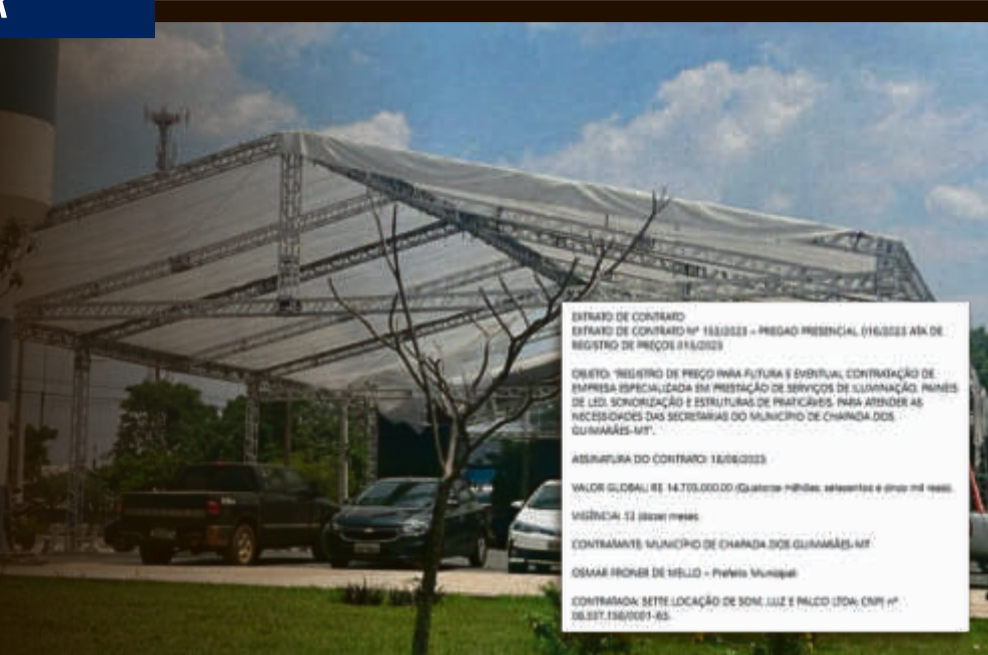 EXTRATO DE CONTRATO
EXTRATO DE CONTRATO Nº 153/2023 – PREGAO PRESENCIAL 016/2023 ATA DE
REGISTRO DE PREÇOS 015/2023
OBJETO: "REGISTRO DE PREÇO PARA FUTURA E EVENTUAL CONTRATAÇÃO DE
EMPRESA ESPECIALIZADA EM PRESTAÇÃO DE SERVIÇOS DE ILUMINAÇÃO, PAINÉIS
DE LED, SONORIZAÇÃO E ESTRUTURAS DE PRATICÁVEIS, PARA ATENDER AS
NECESSIDADES DAS SECRETARIAS DO MUNICÍPIO DE CHAPADA DOS
GUIMARÃES-MT".
ASSINATURA DO CONTRATO: 18/08/2023
VALOR GLOBAL: R$ 14.705.000,00 (Quatorze milhões, setecentos e cinco mil reais).
VIGÊNCIA: 12 (doze) meses.
CONTRATANTE: MUNICÍPIO DE CHAPADA DOS GUIMARÃES-MT
OSMAR FRONER DE MELLO – Prefeito Municipal
CONTRATADA: SETTE LOCAÇÃO DE SOM, LUZ E PALCO LTDA; CNPJ nº